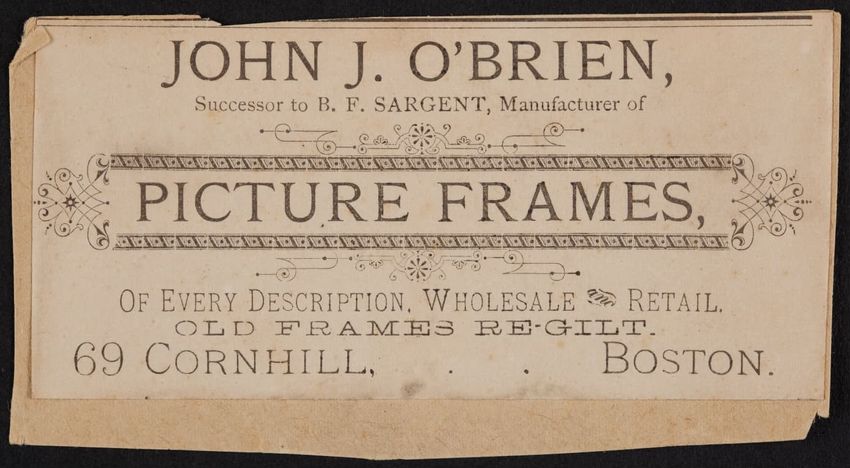 JOHN J. O'BRIEN,
Successor to B. F. SARGENT, Manufacturer of
PICTURE FRAMES,
OF EVERY DESCRIPTION, WHOLESALE and RETAIL.
OLD FRAMES RE-GILT.
69 CORNHILL, . . BOSTON.